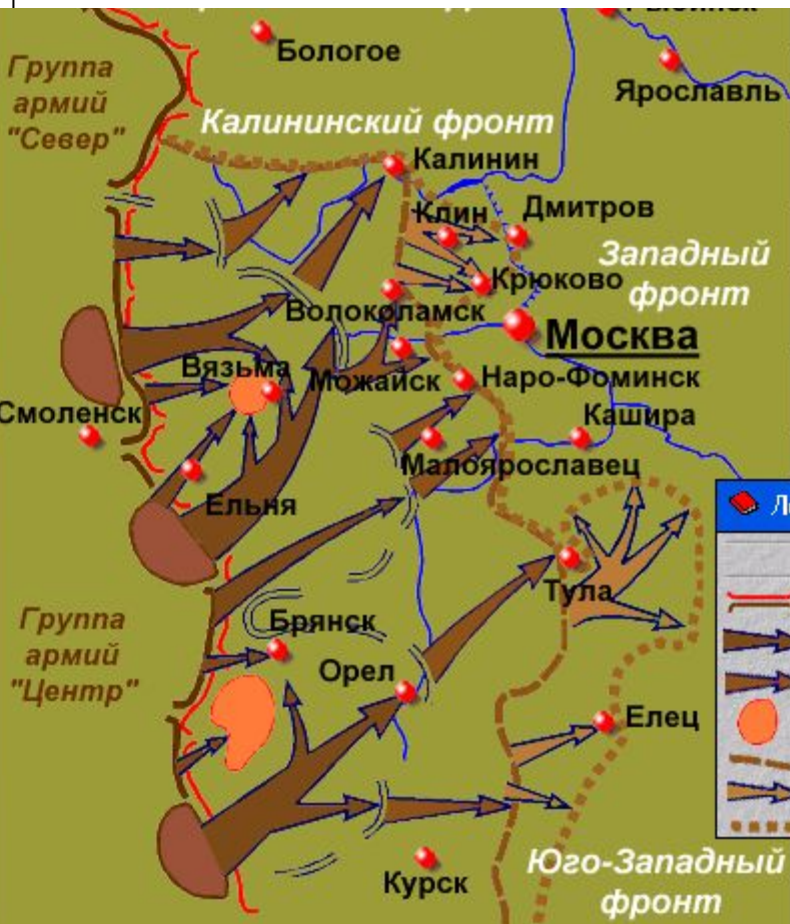 Бологое
Группа
армий
"Север"
Ярославль
Калининский фронт
Калинин
Клин
Дмитров
Западный
фронт
Крюково
Волоколамск
Москва
Вязьма
Можайск
Наро-Фоминск
Смоленск
Кашира
Малоярославец
Ельня
Тула
Группа
армий
"Центр"
Брянск
Орел
Елец
Юго-Западный
фронт
Курск